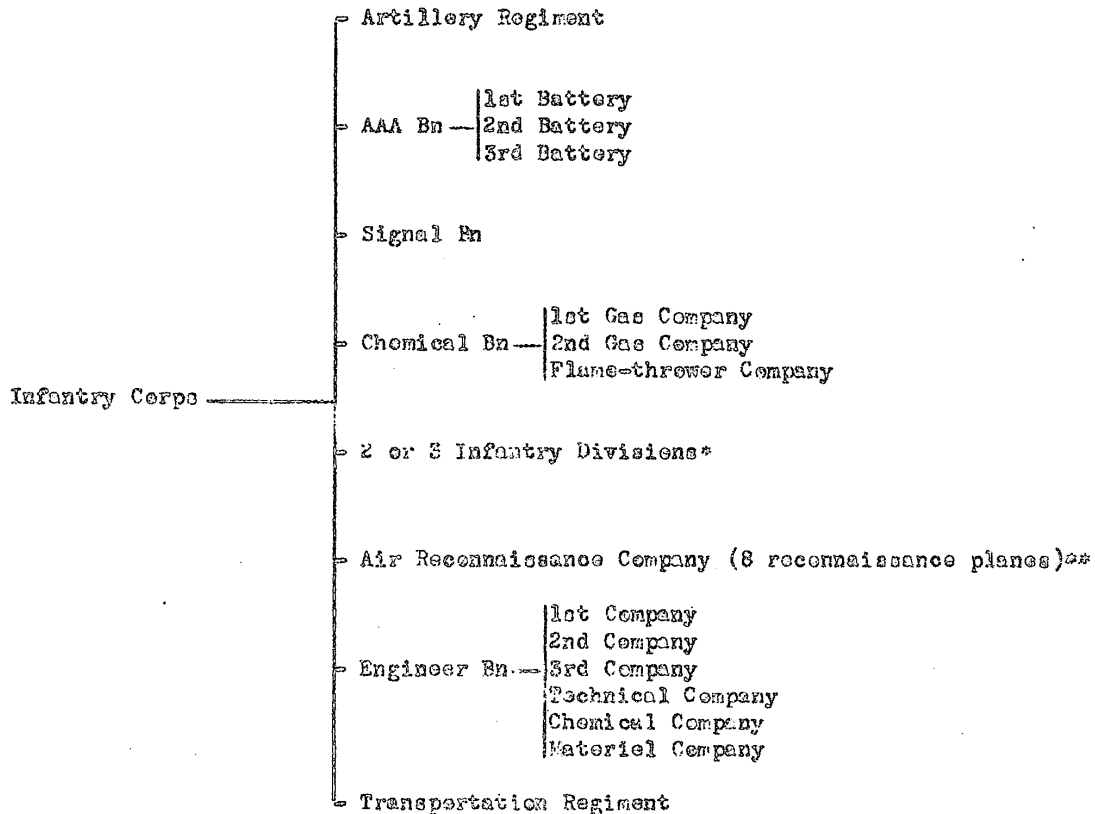 Artillery Regiment
1st Battery
AAA Bn
2nd Battery
3rd Battery
Signal Bn
1st Gas Company
Chemical Bn
2nd Gas Company
Flame-thrower Company
Infantry Corps
2 or 3 Infantry Divisions*
Air Reconnaissance Company (8 reconnaissance planes)**
1st Company
2nd Company
Engineer Bn.
3rd Company
Technical Company
Chemical Company
Materiel Company
Transportation Regiment